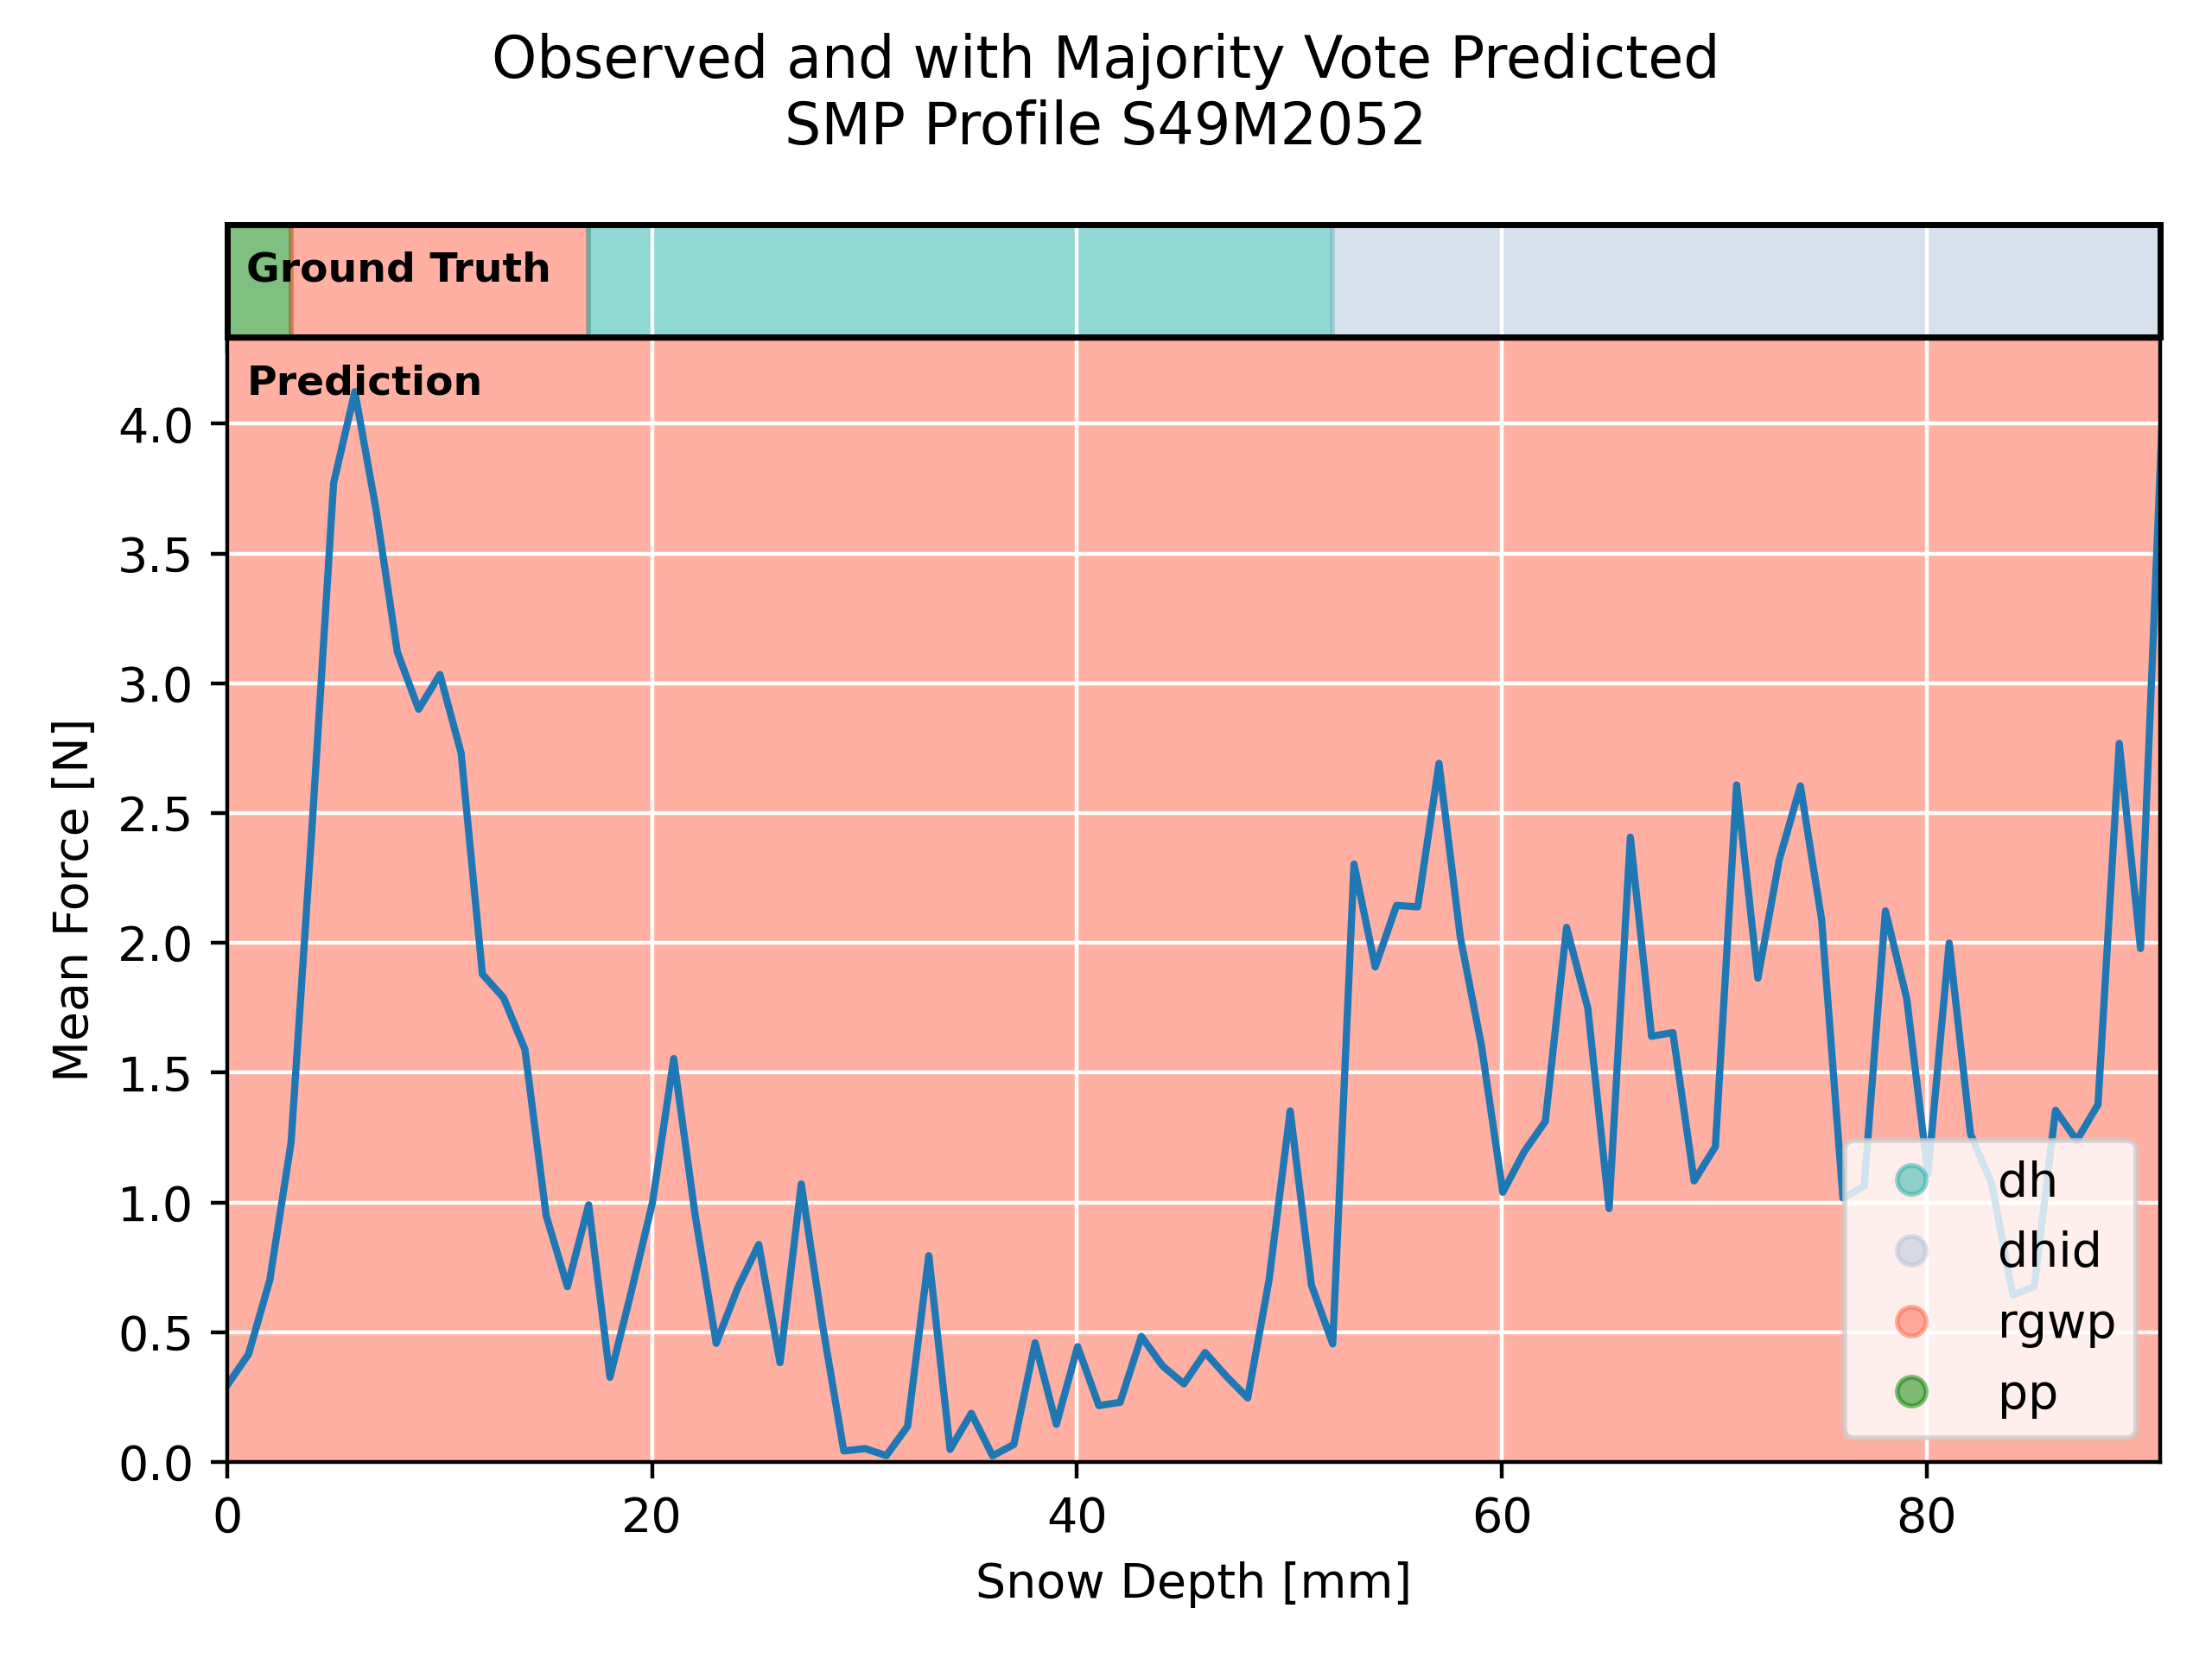 Observed and with Majority Vote Predicted
SMP Profile S49M2052
Ground Truth
Prediction
4.0
3.5
3.0
2.5
2.0
1.5
1.0
0.5
0.0
Mean Force [N]
0
20
40
60
80
Snow Depth [mm]
dh
dhid
rgwp
pp